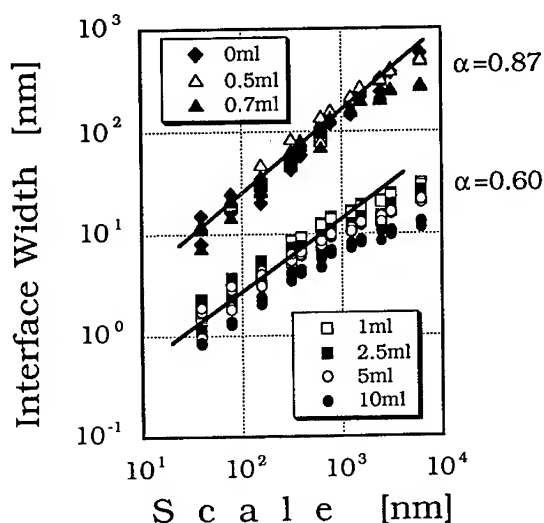 10³
10²
10¹
10⁰
10⁻¹
Interface Width [nm]
0ml
0.5ml
0.7ml
α=0.87
α=0.60
1ml
2.5ml
5ml
10ml
10¹
10²
10³
10⁴
Scale [nm]